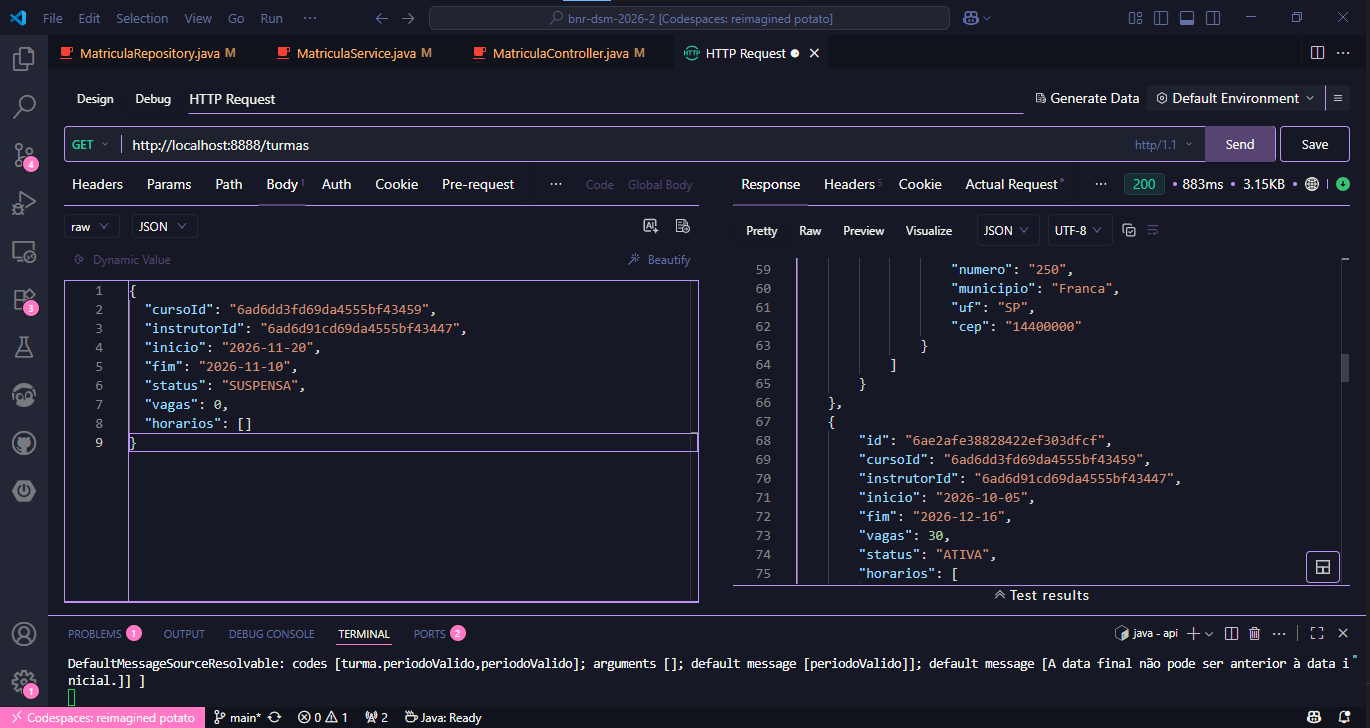 File Edit Selection View Go Run ··· bnr-dsm-2026-2 [Codespaces: reimagined potato]
MatriculaRepository.java M MatriculaService.java M MatriculaController.java M HTTP HTTP Request
Design Debug HTTP Request Generate Data Default Environment
GET http://localhost:8888/turmas http/1.1 Send Save
Headers Params Path Body 1 Auth Cookie Pre-request ··· Code Global Body
raw JSON AI
Dynamic Value Beautify
1 {
2 "cursoId": "6ad6dd3fd69da4555bf43459",
3 "instrutorId": "6ad6d91cd69da4555bf43447",
4 "inicio": "2026-11-20",
5 "fim": "2026-11-10",
6 "status": "SUSPENSA",
7 "vagas": 0,
8 "horarios": []
9 }
Response Headers 5 Cookie Actual Request ··· 200 • 883ms • 3.15KB •
Pretty Raw Preview Visualize JSON UTF-8
59 "numero": "250",
60 "municipio": "Franca",
61 "uf": "SP",
62 "cep": "14400000"
63 }
64 ]
65 }
66 },
67 {
68 "id": "6ae2afe38828422ef303dfcf",
69 "cursoId": "6ad6dd3fd69da4555bf43459",
70 "instrutorId": "6ad6d91cd69da4555bf43447",
71 "inicio": "2026-10-05",
72 "fim": "2026-12-16",
73 "vagas": 30,
74 "status": "ATIVA",
75 "horarios": [
Test results
4
3
1
PROBLEMS 1 OUTPUT DEBUG CONSOLE TERMINAL PORTS 2 java - api
DefaultMessageSourceResolvable: codes [turma.periodoValido,periodoValido]; arguments []; default message [periodoValido]]; default message [A data final não pode ser anterior à data i
nicial.]] ]
Codespaces: reimagined potato main* 0 1 2 Java: Ready